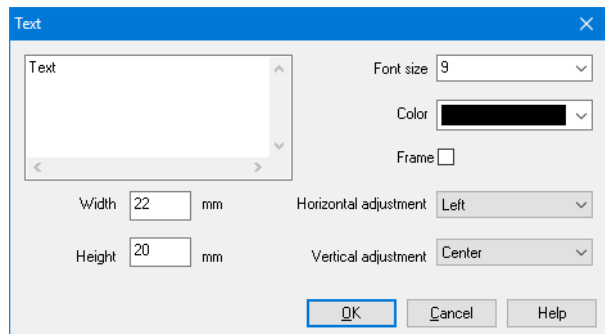 Text
Text
Font size 9
Color
Frame
Width 22 mm
Horizontal adjustment Left
Height 20 mm
Vertical adjustment Center
OK
Cancel
Help